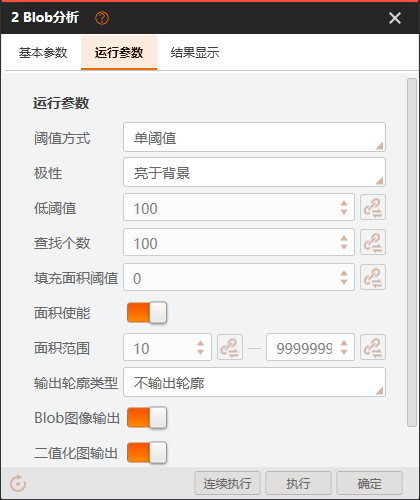 2 Blob分析
基本参数 运行参数 结果显示
运行参数
阈值方式 单阈值
极性 亮于背景
低阈值 100
查找个数 100
填充面积阈值 0
面积使能
面积范围 10 — 9999999
输出轮廓类型 不输出轮廓
Blob图像输出
二值化图输出
连续执行 执行 确定